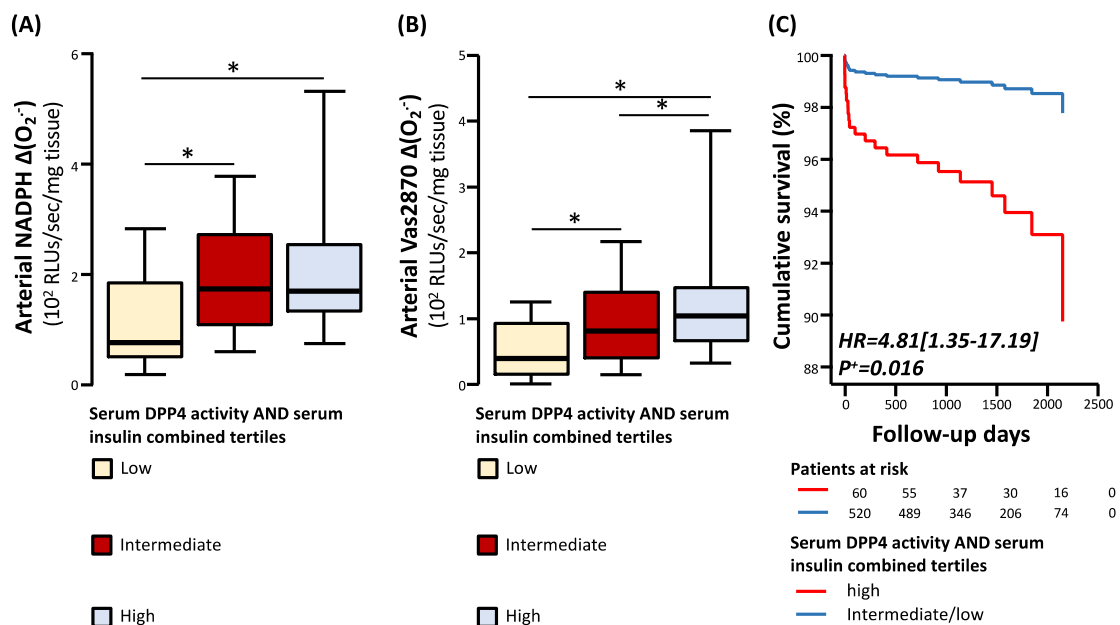 (A)
Arterial NADPH Δ(O₂·⁻)
(10² RLUs/sec/mg tissue)
6
4
2
0
*
*
Serum DPP4 activity AND serum
insulin combined tertiles
Low
Intermediate
High
(B)
Arterial Vas2870 Δ(O₂·⁻)
(10² RLUs/sec/mg tissue)
5
4
3
2
1
0
*
*
*
Serum DPP4 activity AND serum
insulin combined tertiles
Low
Intermediate
High
(C)
Cumulative survival (%)
100
98
96
94
92
90
88
HR=4.81[1.35-17.19]
P⁺=0.016
0 500 1000 1500 2000 2500
Follow-up days
Patients at risk
60 55 37 30 16 0
520 489 346 206 74 0
Serum DPP4 activity AND serum
insulin combined tertiles
high
Intermediate/low